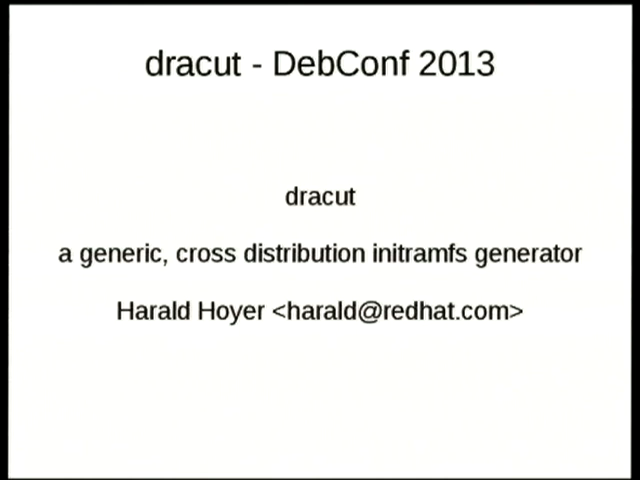 dracut - DebConf 2013
dracut
a generic, cross distribution initramfs generator
Harald Hoyer <harald@redhat.com>